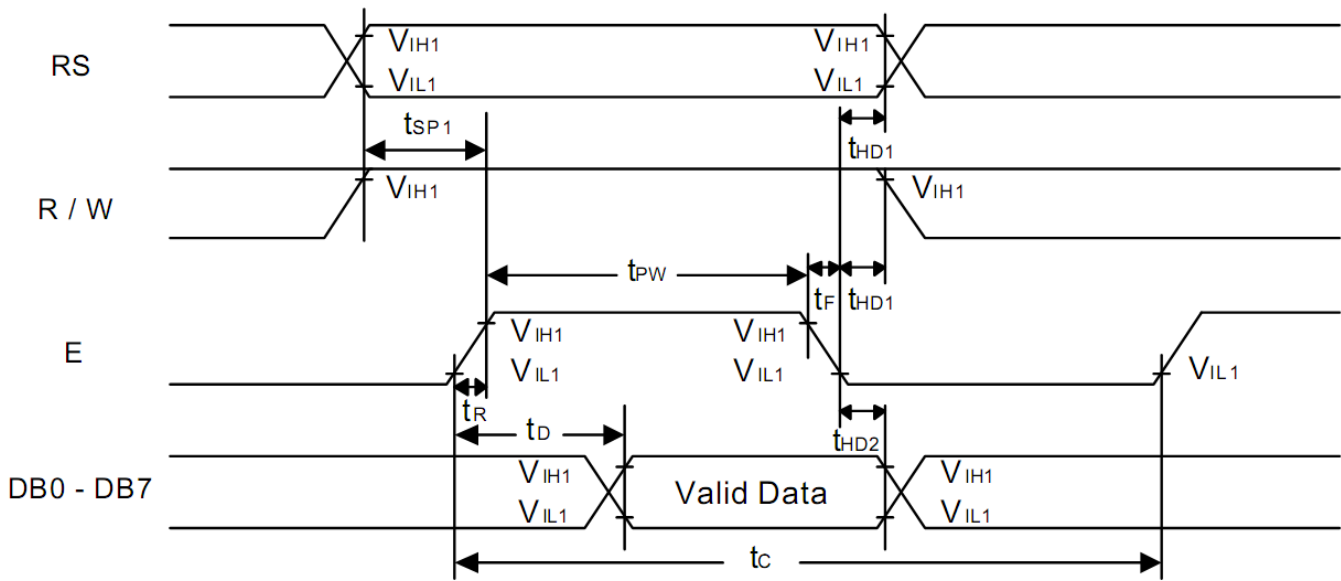 RS
VIH1
VIH1
VIL1
VIL1
tSP1
tHD1
R / W
VIH1
VIH1
tPW
tF
tHD1
E
VIH1
VIH1
VIL1
VIL1
VIL1
tR
tD
tHD2
DB0 - DB7
VIH1
Valid Data
VIH1
VIL1
VIL1
tC